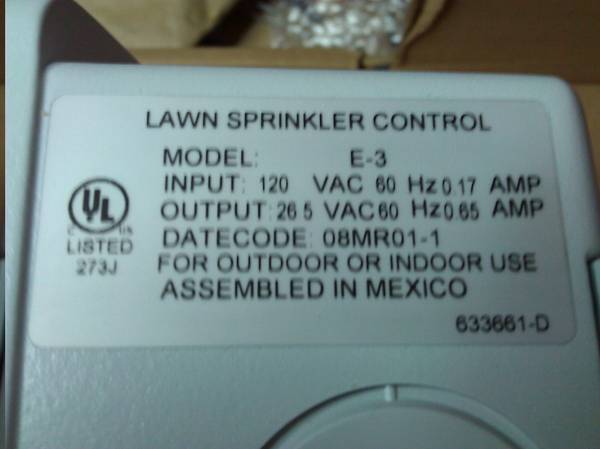 LAWN SPRINKLER CONTROL
MODEL: E-3
INPUT: 120 VAC 60 Hz 0.17 AMP
OUTPUT: 26.5 VAC 60 Hz 0.65 AMP
DATECODE: 08MR01-1
FOR OUTDOOR OR INDOOR USE
ASSEMBLED IN MEXICO
UL
C US
LISTED
273J
633661-D